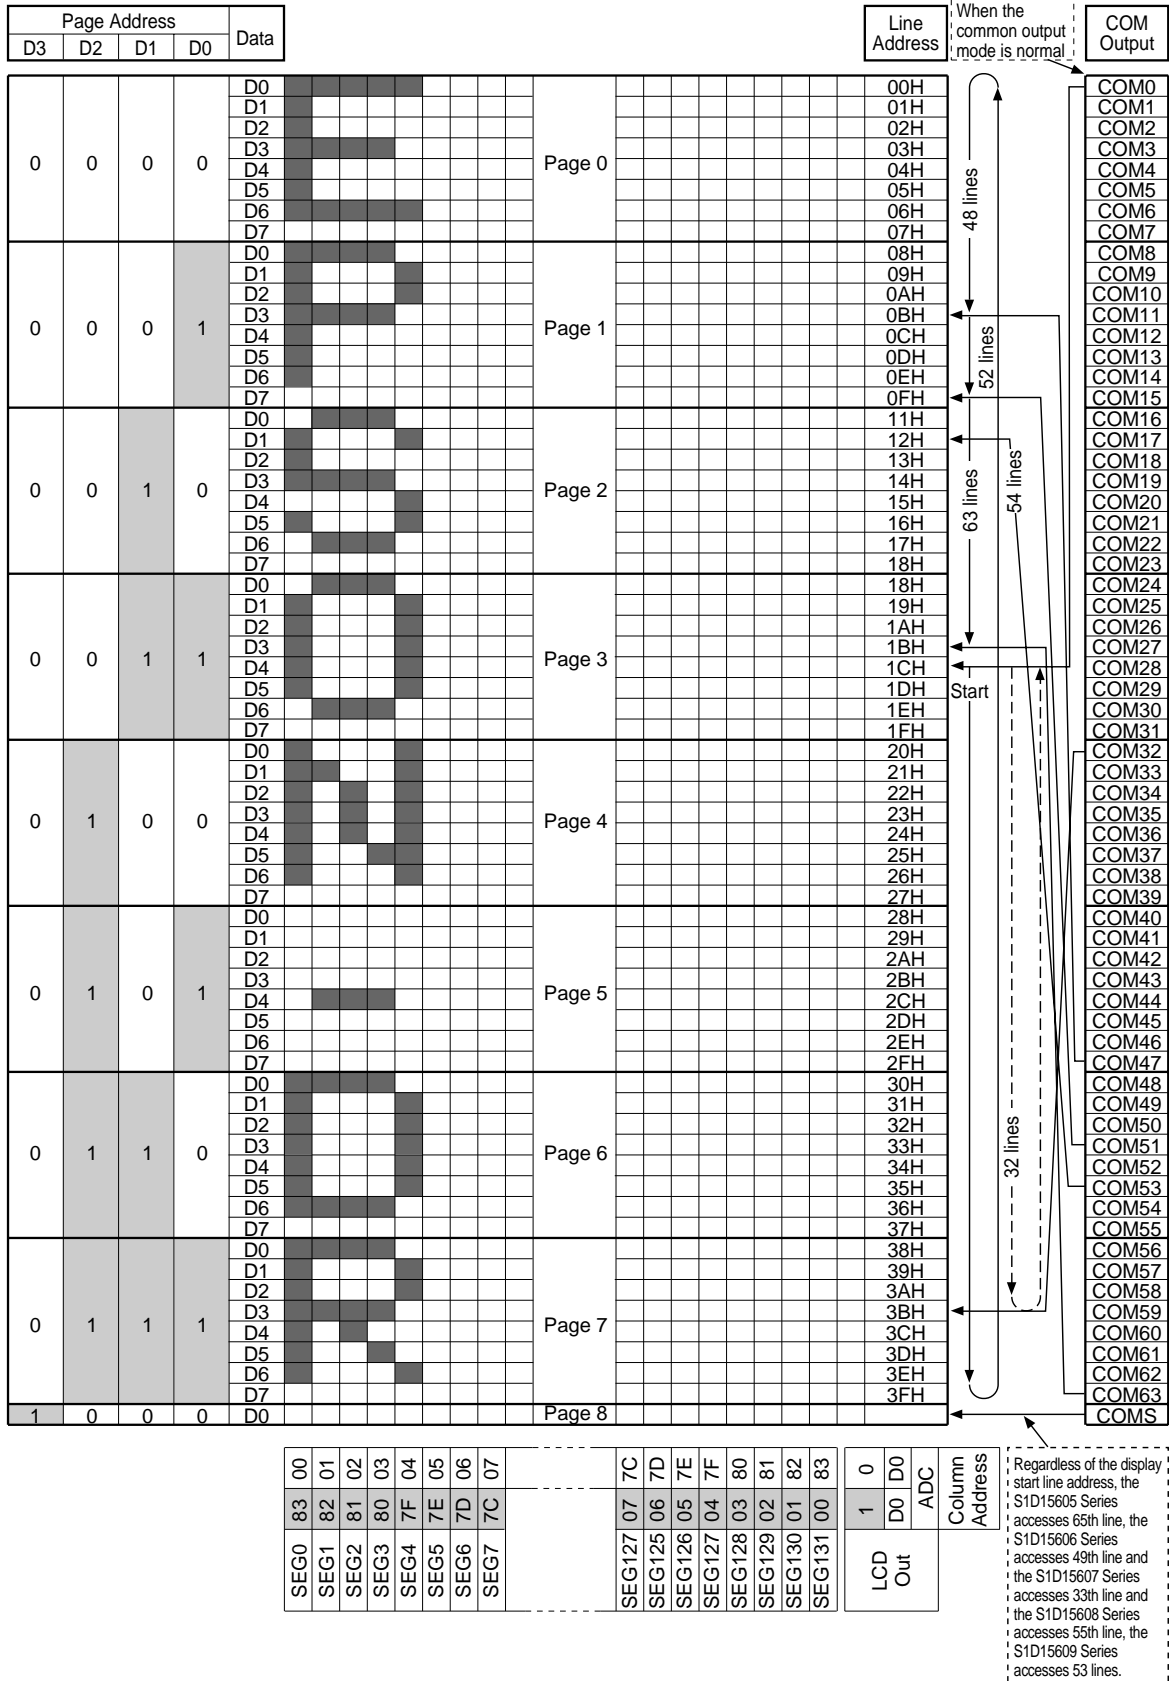 Page Address
D3 D2 D1 D0 Data
Line Address
When the common output mode is normal
COM Output
D0 00H COM0
D1 01H COM1
D2 02H COM2
D3 03H COM3
0 0 0 0 Page 0
D4 04H COM4
D5 05H COM5
D6 06H COM6
D7 07H COM7
48 lines
D0 08H COM8
D1 09H COM9
D2 0AH COM10
D3 0BH COM11
0 0 0 1 Page 1
D4 0CH COM12
D5 0DH COM13
D6 0EH COM14
D7 0FH COM15
52 lines
D0 11H COM16
D1 12H COM17
D2 13H COM18
D3 14H COM19
0 0 1 0 Page 2
D4 15H COM20
D5 16H COM21
D6 17H COM22
D7 18H COM23
63 lines
54 lines
D0 18H COM24
D1 19H COM25
D2 1AH COM26
D3 1BH COM27
0 0 1 1 Page 3
D4 1CH COM28
D5 1DH COM29
Start
D6 1EH COM30
D7 1FH COM31
D0 20H COM32
D1 21H COM33
D2 22H COM34
D3 23H COM35
0 1 0 0 Page 4
D4 24H COM36
D5 25H COM37
D6 26H COM38
D7 27H COM39
D0 28H COM40
D1 29H COM41
D2 2AH COM42
D3 2BH COM43
0 1 0 1 Page 5
D4 2CH COM44
D5 2DH COM45
D6 2EH COM46
D7 2FH COM47
D0 30H COM48
D1 31H COM49
D2 32H COM50
D3 33H COM51
0 1 1 0 Page 6
D4 34H COM52
D5 35H COM53
D6 36H COM54
D7 37H COM55
32 lines
D0 38H COM56
D1 39H COM57
D2 3AH COM58
D3 3BH COM59
0 1 1 1 Page 7
D4 3CH COM60
D5 3DH COM61
D6 3EH COM62
D7 3FH COM63
1 0 0 0 D0 Page 8 COMS
00 01 02 03 04 05 06 07 7C 7D 7E 7F 80 81 82 83 0 D0
83 82 81 80 7F 7E 7D 7C 07 06 05 04 03 02 01 00 1 D0
ADC
Column Address
SEG0 SEG1 SEG2 SEG3 SEG4 SEG5 SEG6 SEG7 SEG127 SEG125 SEG126 SEG127 SEG128 SEG129 SEG130 SEG131
LCD Out
Regardless of the display
start line address, the
S1D15605 Series
accesses 65th line, the
S1D15606 Series
accesses 49th line and
the S1D15607 Series
accesses 33th line and
the S1D15608 Series
accesses 55th line, the
S1D15609 Series
accesses 53 lines.